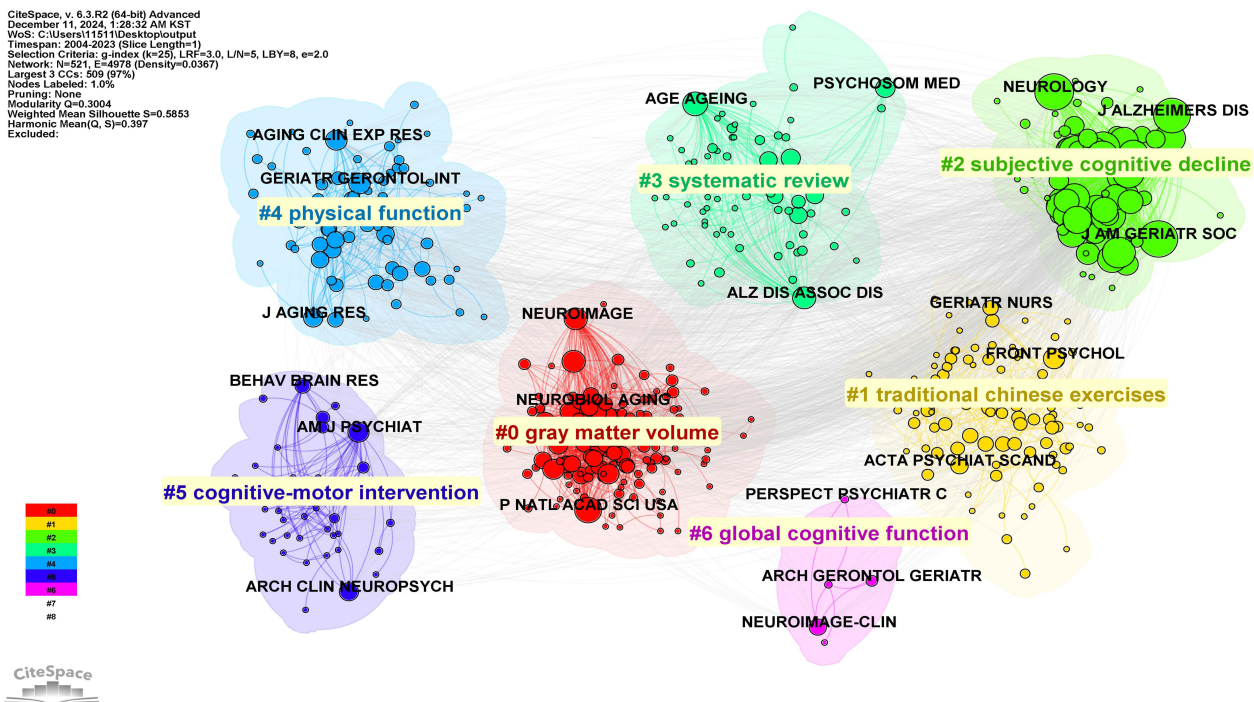 CiteSpace, v. 6.3.R2 (64-bit) Advanced
December 11, 2024, 1:28:32 AM KST
WoS: C:\Users\11511\Desktop\output
Timespan: 2004-2023 (Slice Length=1)
Selection Criteria: g-index (k=25), LRF=3.0, L/N=5, LBY=8, e=2.0
Network: N=521, E=4978 (Density=0.0367)
Largest 3 CCs: 509 (97%)
Nodes Labeled: 1.0%
Pruning: None
Modularity Q=0.3004
Weighted Mean Silhouette S=0.5853
Harmonic Mean(Q, S)=0.397
Excluded:
PSYCHOSOM MED
AGE AGEING
NEUROLOGY
J ALZHEIMERS DIS
AGING CLIN EXP RES
#2 subjective cognitive decline
GERIATR GERONTOL INT
#3 systematic review
#4 physical function
J AM GERIATR SOC
ALZ DIS ASSOC DIS
GERIATR NURS
J AGING RES
NEUROIMAGE
FRONT PSYCHOL
BEHAV BRAIN RES
#1 traditional chinese exercises
NEUROBIOL AGING
AM J PSYCHIAT
#0 gray matter volume
ACTA PSYCHIAT SCAND
#5 cognitive-motor intervention
PERSPECT PSYCHIATR C
P NATL ACAD SCI USA
#6 global cognitive function
ARCH GERONTOL GERIATR
ARCH CLIN NEUROPSYCH
NEUROIMAGE-CLIN
#0
#1
#2
#3
#4
#5
#6
#7
#8
CiteSpace